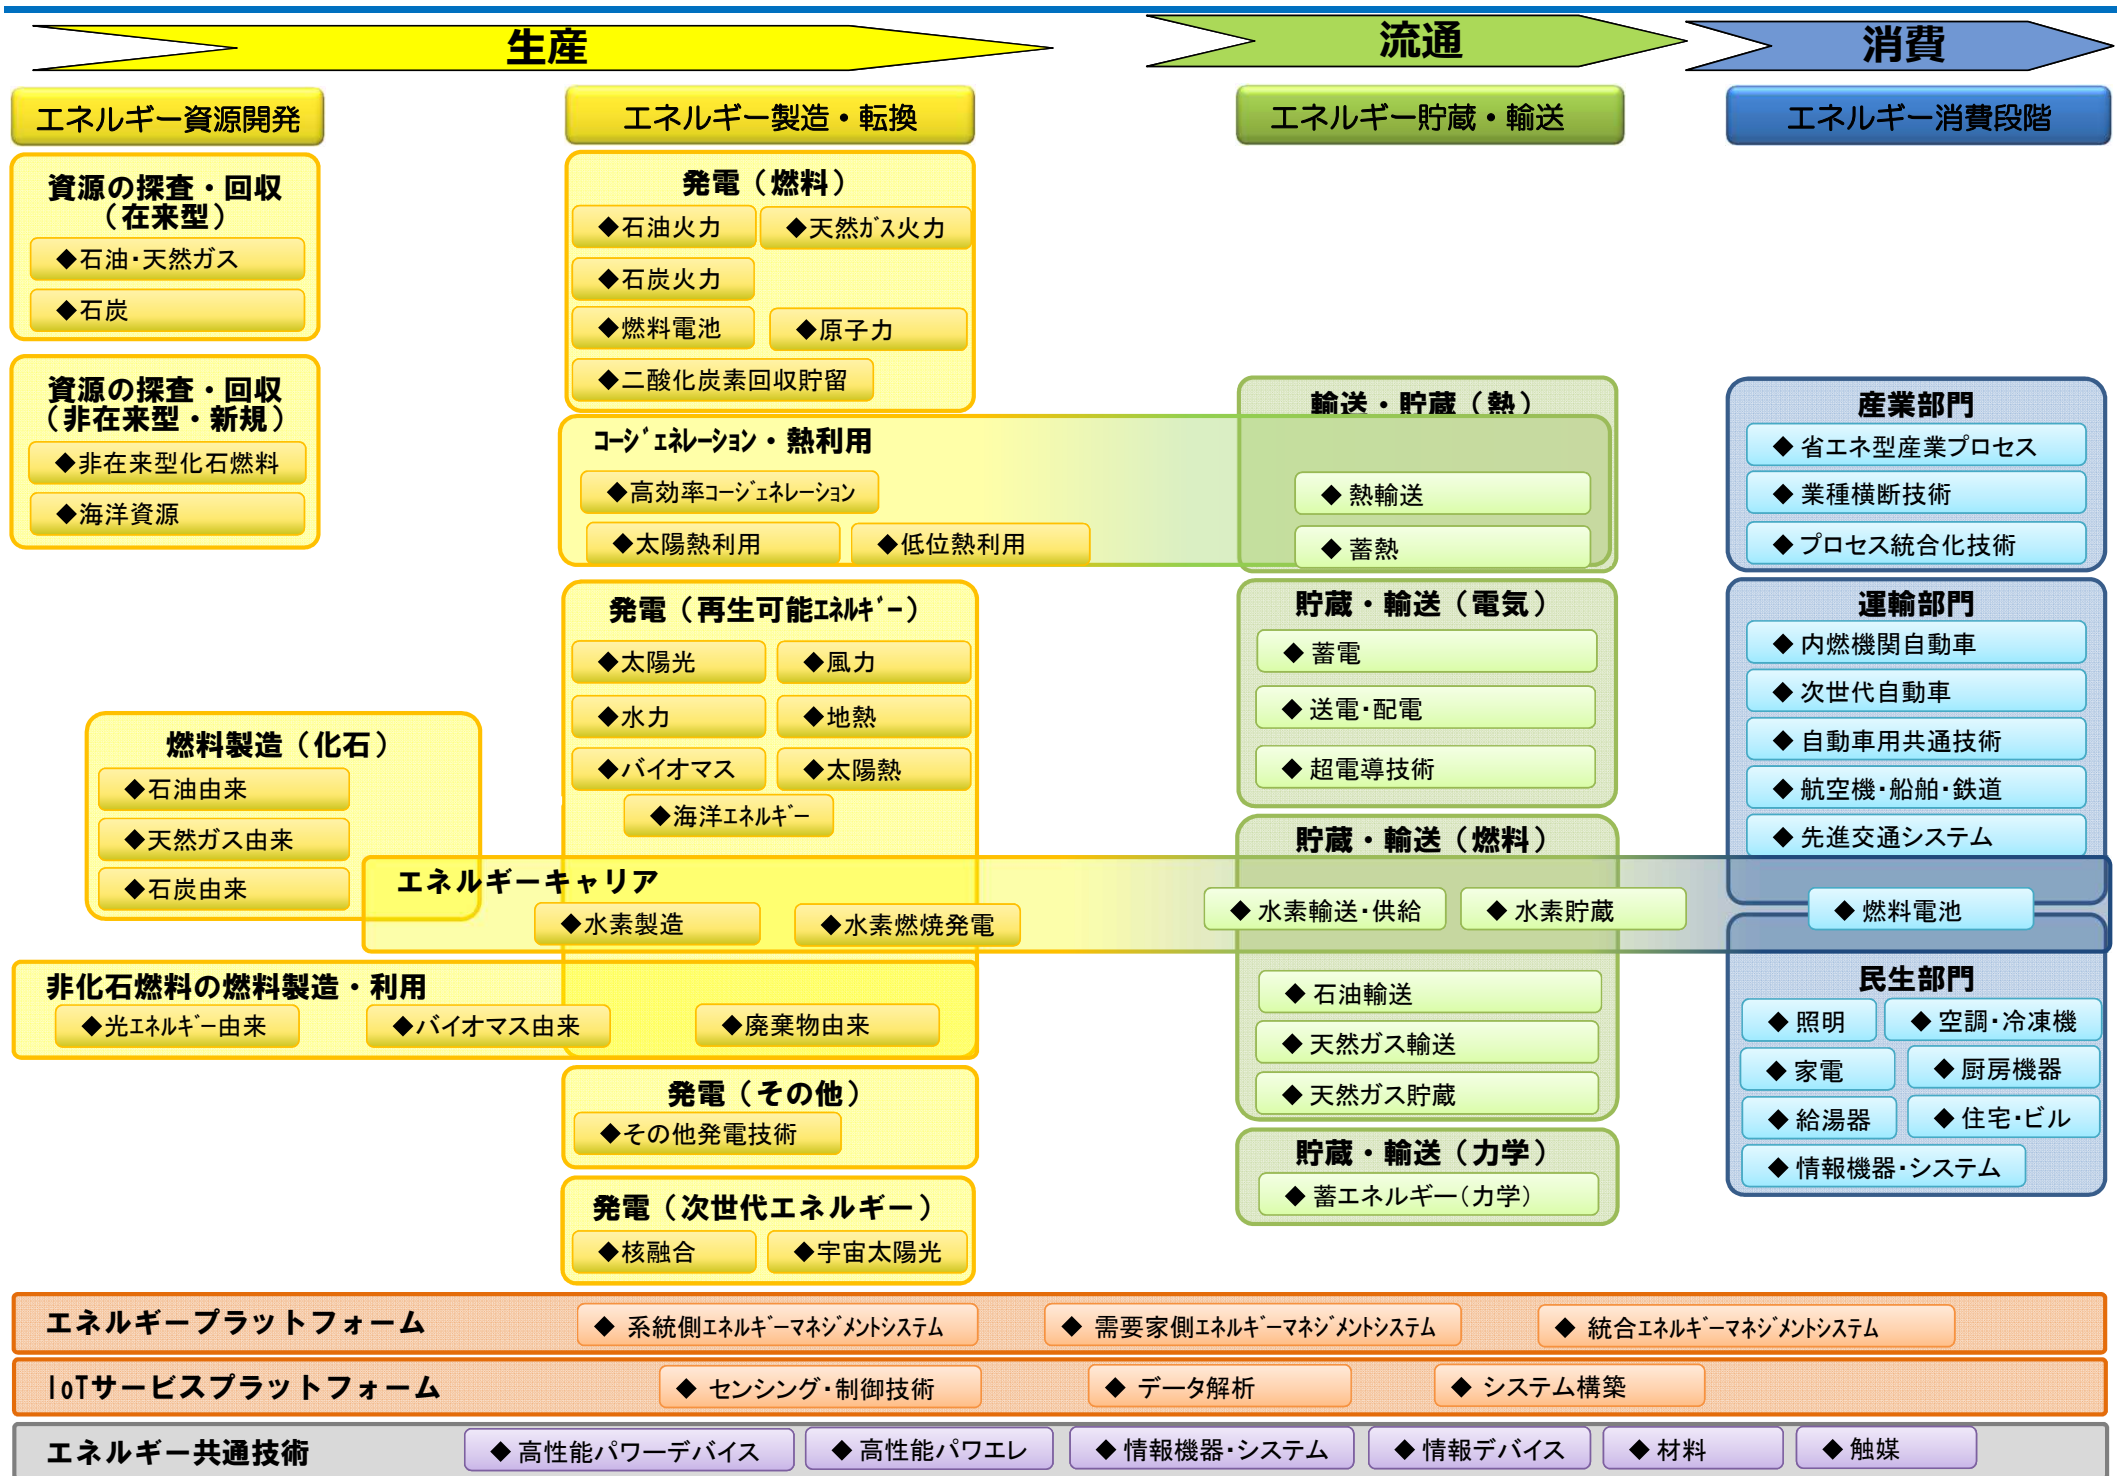 生産
流通
消費
エネルギー資源開発
エネルギー製造・転換
エネルギー貯蔵・輸送
エネルギー消費段階
資源の探査・回収
（在来型）
◆石油・天然ガス
◆石炭
資源の探査・回収
（非在来型・新規）
◆非在来型化石燃料
◆海洋資源
燃料製造（化石）
◆石油由来
◆天然ガス由来
◆石炭由来
発電（燃料）
◆石油火力
◆天然ｶﾞｽ火力
◆石炭火力
◆燃料電池
◆原子力
◆二酸化炭素回収貯留
ｺｰｼﾞｪﾈﾚｰｼｮﾝ・熱利用
◆高効率ｺｰｼﾞｪﾈﾚｰｼｮﾝ
◆太陽熱利用
◆低位熱利用
発電（再生可能ｴﾈﾙｷﾞｰ）
◆太陽光
◆風力
◆水力
◆地熱
◆バイオマス
◆太陽熱
◆海洋ｴﾈﾙｷﾞｰ
エネルギーキャリア
◆水素製造
◆水素燃焼発電
◆ 水素輸送・供給
◆ 水素貯蔵
◆ 燃料電池
非化石燃料の燃料製造・利用
◆光ｴﾈﾙｷﾞｰ由来
◆バイオマス由来
◆廃棄物由来
発電（その他）
◆その他発電技術
発電（次世代エネルギー）
◆核融合
◆宇宙太陽光
輸送・貯蔵（熱）
◆ 熱輸送
◆ 蓄熱
貯蔵・輸送（電気）
◆ 蓄電
◆ 送電・配電
◆ 超電導技術
貯蔵・輸送（燃料）
◆ 石油輸送
◆ 天然ガス輸送
◆ 天然ガス貯蔵
貯蔵・輸送（力学）
◆ 蓄エネルギー（力学）
産業部門
◆ 省エネ型産業プロセス
◆ 業種横断技術
◆ プロセス統合化技術
運輸部門
◆ 内燃機関自動車
◆ 次世代自動車
◆ 自動車用共通技術
◆ 航空機・船舶・鉄道
◆ 先進交通システム
民生部門
◆ 照明
◆ 空調・冷凍機
◆ 家電
◆ 厨房機器
◆ 給湯器
◆ 住宅・ビル
◆ 情報機器・システム
エネルギープラットフォーム
◆ 系統側ｴﾈﾙｷﾞｰﾏﾈｼﾞﾒﾝﾄｼｽﾃﾑ
◆ 需要家側ｴﾈﾙｷﾞｰﾏﾈｼﾞﾒﾝﾄｼｽﾃﾑ
◆ 統合ｴﾈﾙｷﾞｰﾏﾈｼﾞﾒﾝﾄｼｽﾃﾑ
IoTサービスプラットフォーム
◆ センシング・制御技術
◆ データ解析
◆ システム構築
エネルギー共通技術
◆ 高性能パワーデバイス
◆ 高性能パワエレ
◆ 情報機器・システム
◆ 情報デバイス
◆ 材料
◆ 触媒